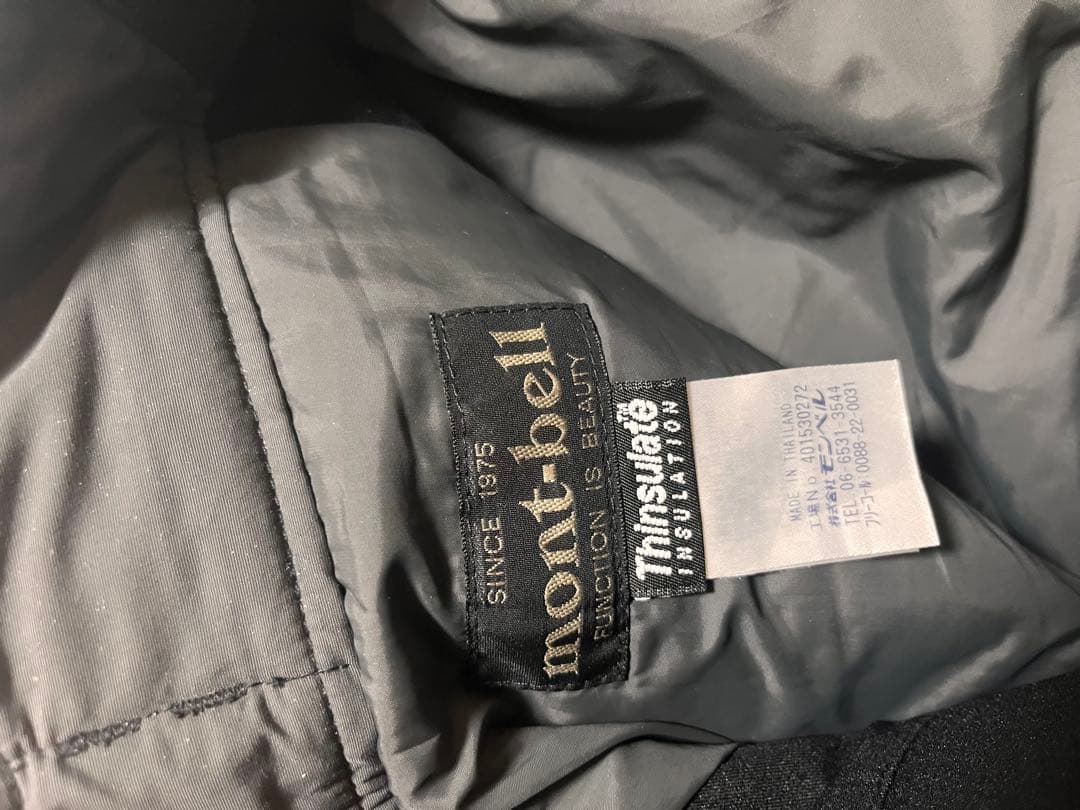 SINCE 1975
mont-bell
FUNCTION IS BEAUTY
Thinsulate™
INSULATION
MADE IN THAILAND
工場No 401530272
株式会社モンベル
TEL.06-6531-3544
フリーコール:0088-22-0031